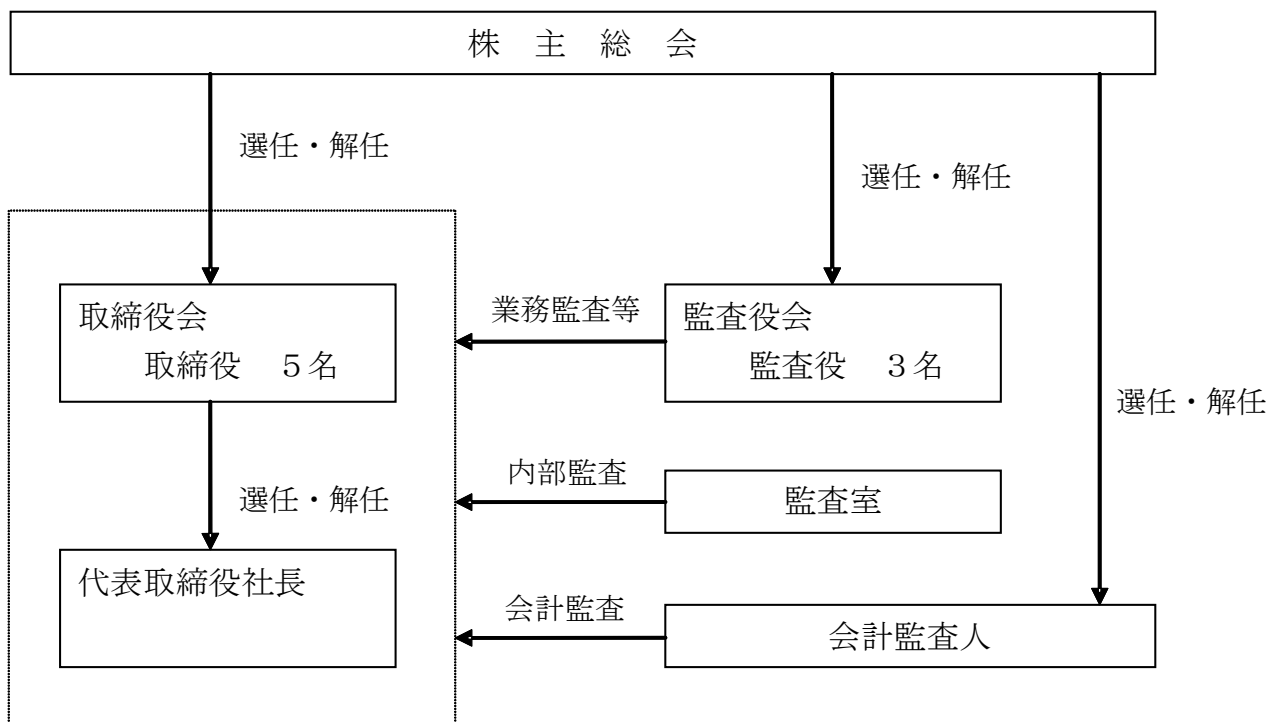 株　主　総　会
選任・解任
選任・解任
取締役会
取締役　５名
業務監査等
監査役会
監査役　３名
選任・解任
内部監査
監査室
選任・解任
代表取締役社長
会計監査
会計監査人